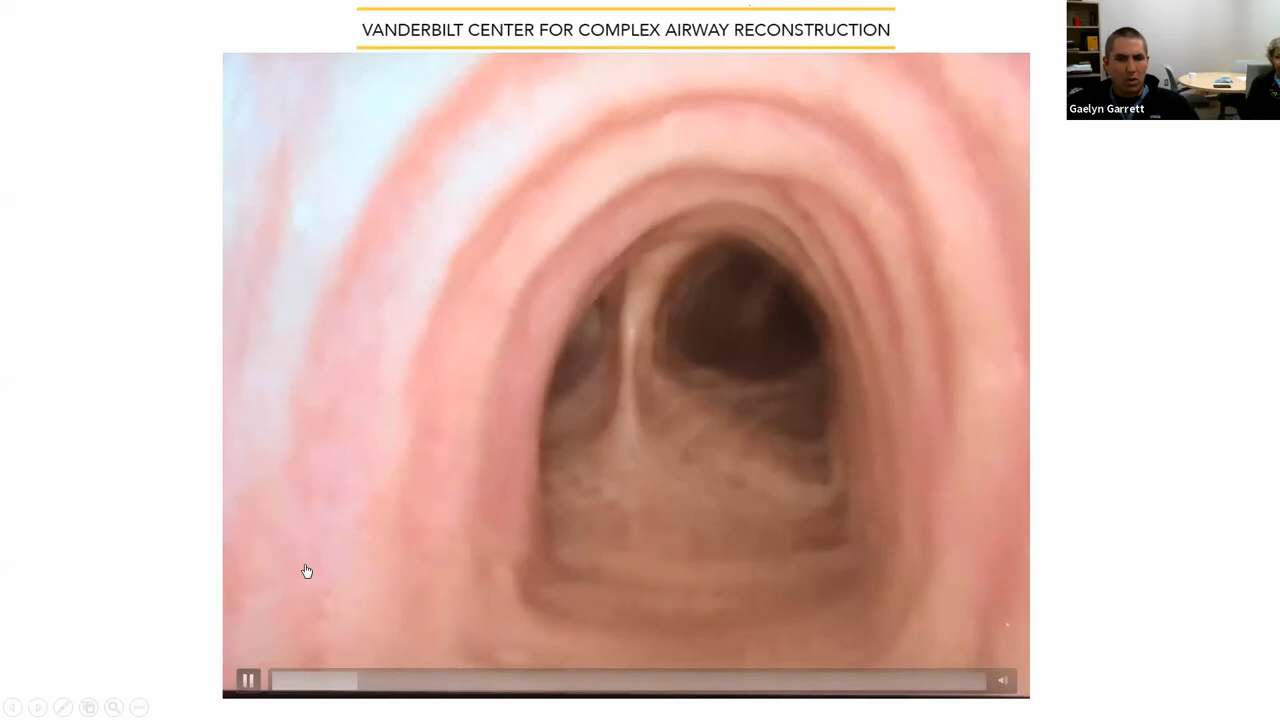 VANDERBILT CENTER FOR COMPLEX AIRWAY RECONSTRUCTION
Gaelyn Garrett